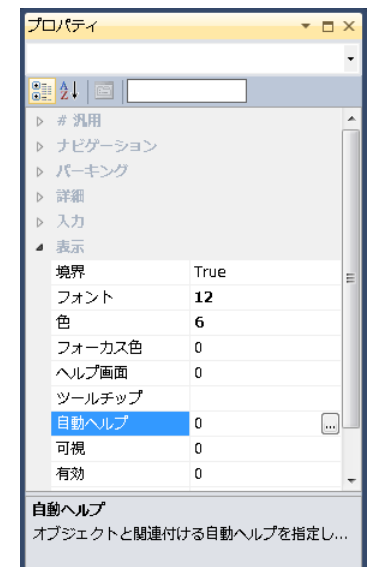 プロパティ
# 汎用
ナビゲーション
パーキング
詳細
入力
表示
境界 True
フォント 12
色 6
フォーカス色 0
ヘルプ画面 0
ツールチップ
自動ヘルプ 0 ...
可視 0
有効 0
自動ヘルプ
オブジェクトと関連付ける自動ヘルプを指定し...